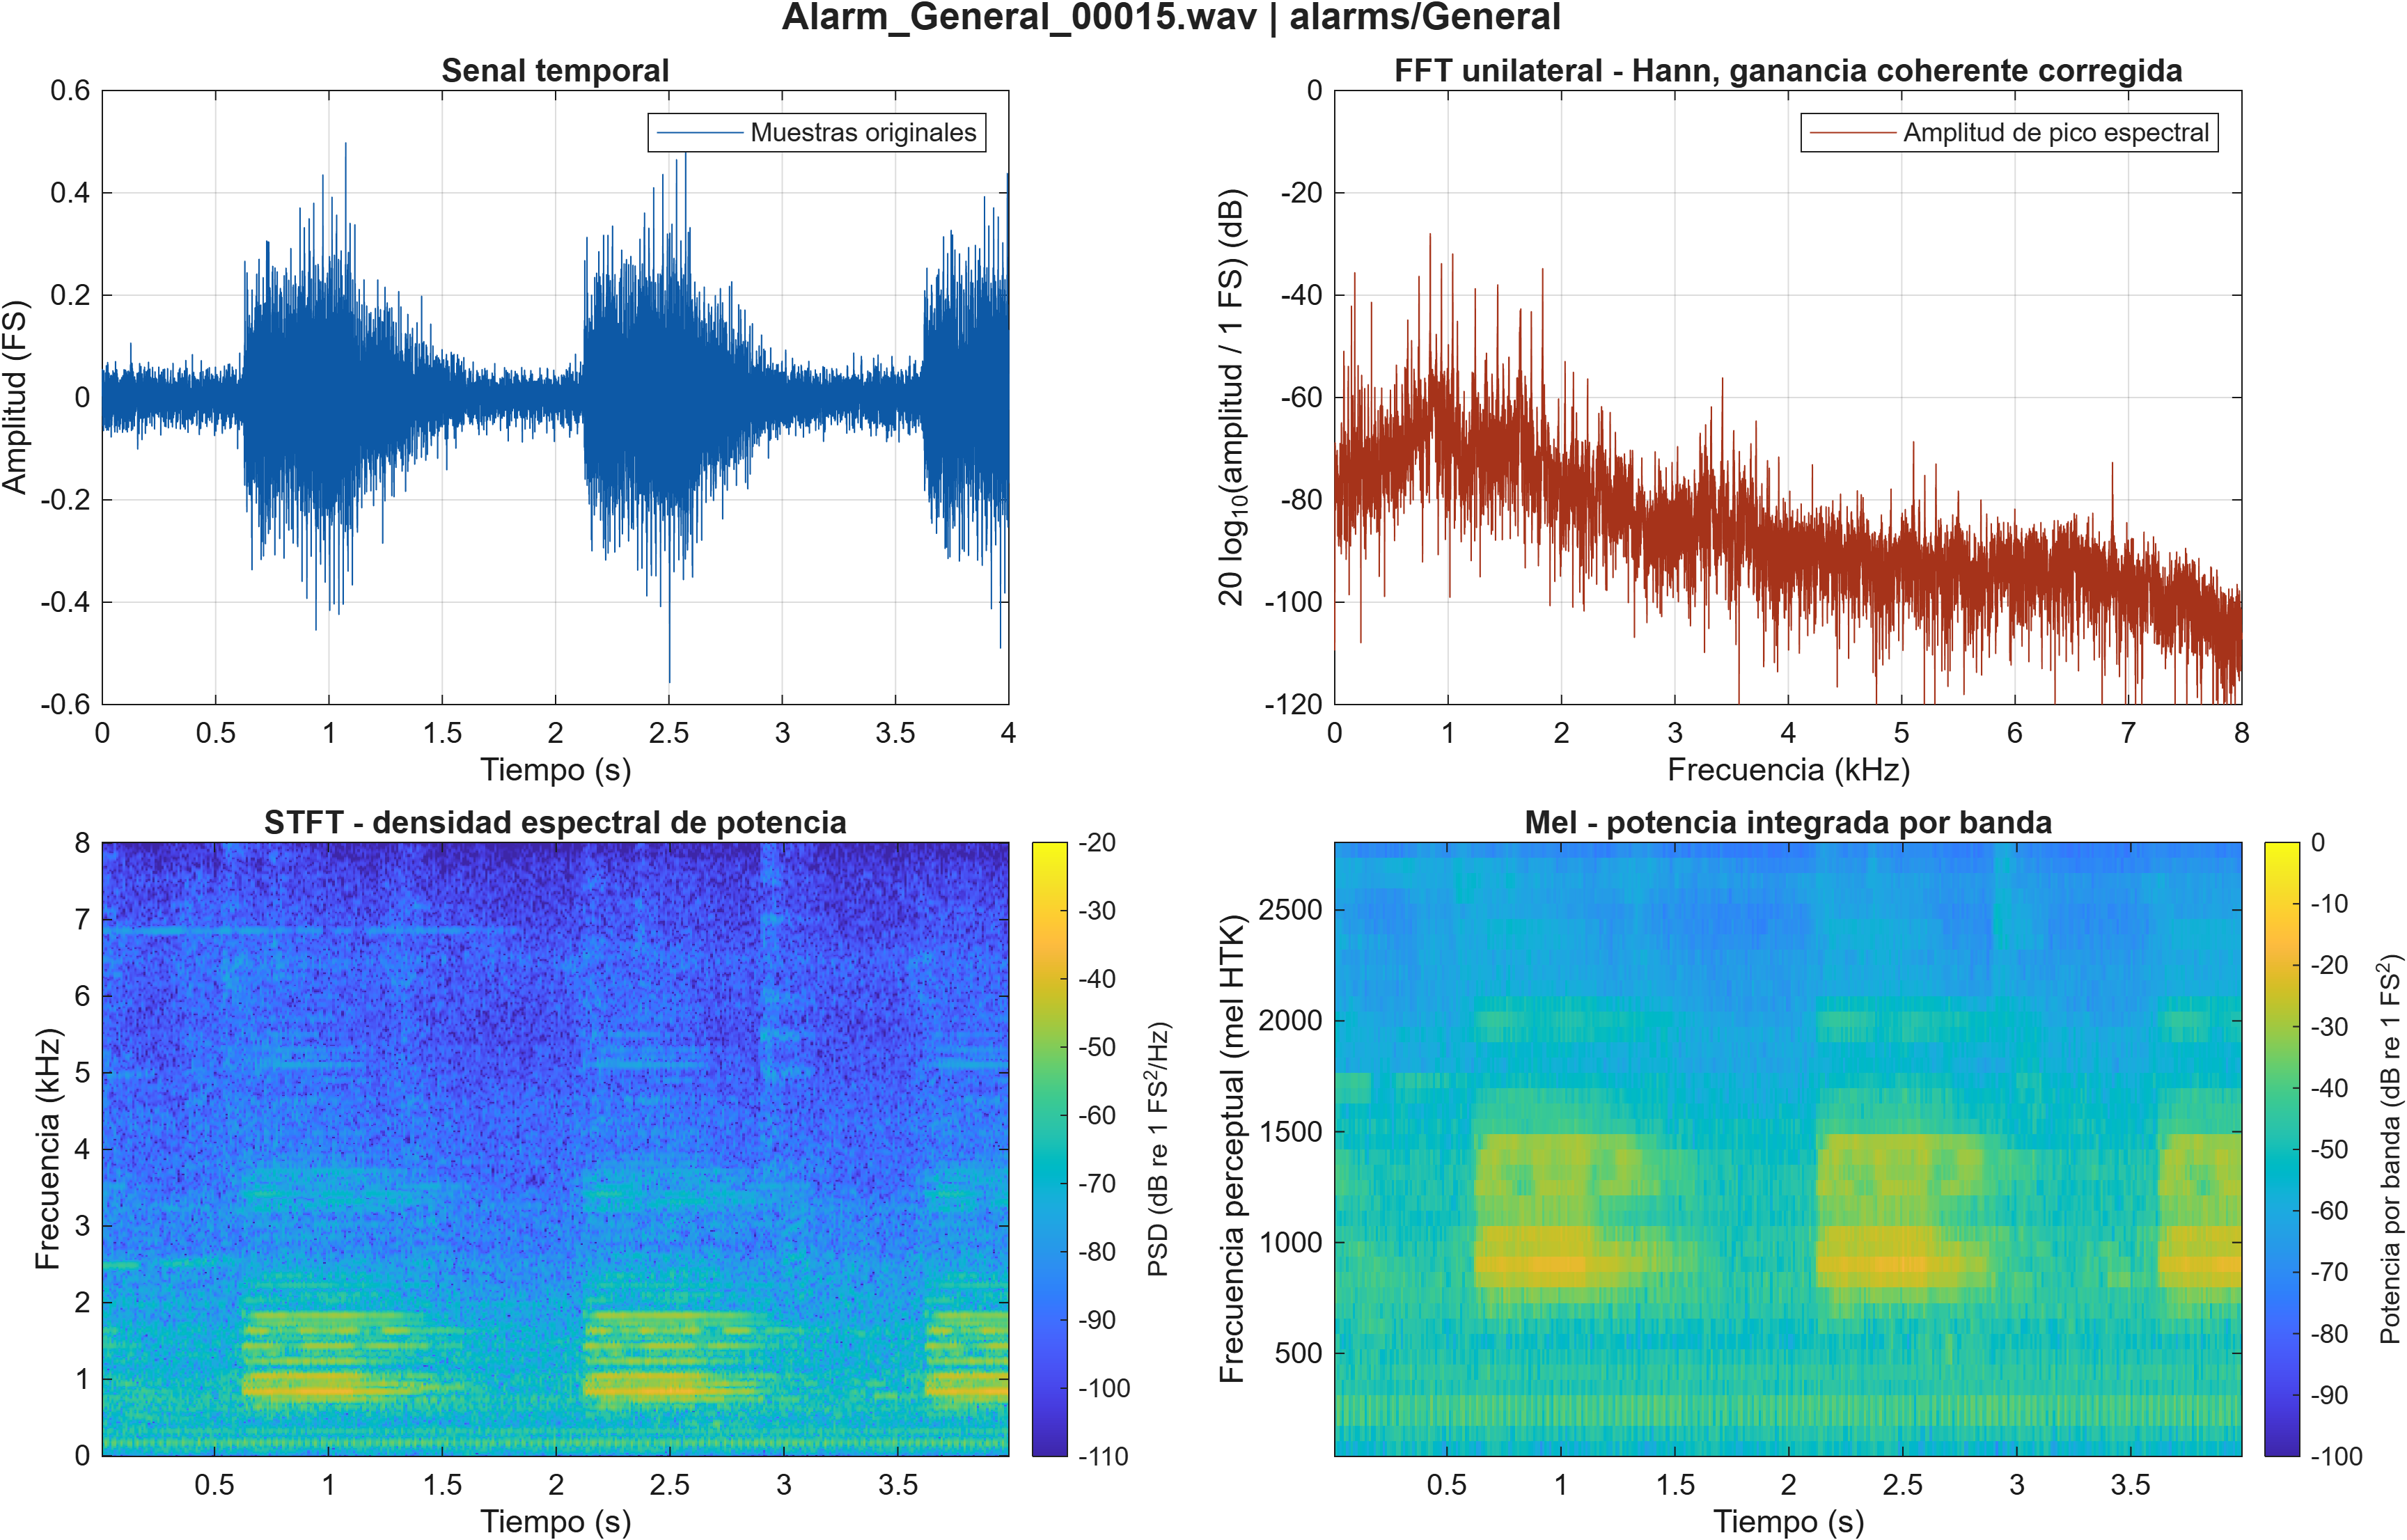 Alarm_General_00015.wav | alarms/General
Senal temporal
Muestras originales
Amplitud (FS)
0.6
0.4
0.2
0
-0.2
-0.4
-0.6
0 0.5 1 1.5 2 2.5 3 3.5 4
Tiempo (s)
FFT unilateral - Hann, ganancia coherente corregida
Amplitud de pico espectral
20 log10(amplitud / 1 FS) (dB)
0
-20
-40
-60
-80
-100
-120
0 1 2 3 4 5 6 7 8
Frecuencia (kHz)
STFT - densidad espectral de potencia
Frecuencia (kHz)
8
7
6
5
4
3
2
1
0
0.5 1 1.5 2 2.5 3 3.5
Tiempo (s)
-20
-30
-40
-50
-60
-70
-80
-90
-100
-110
PSD (dB re 1 FS2/Hz)
Mel - potencia integrada por banda
Frecuencia perceptual (mel HTK)
2500
2000
1500
1000
500
0.5 1 1.5 2 2.5 3 3.5
Tiempo (s)
0
-10
-20
-30
-40
-50
-60
-70
-80
-90
-100
Potencia por banda (dB re 1 FS2)